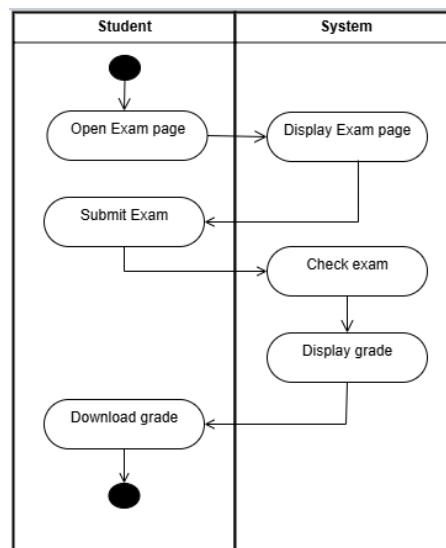 Student
System
Open Exam page
Display Exam page
Submit Exam
Check exam
Display grade
Download grade